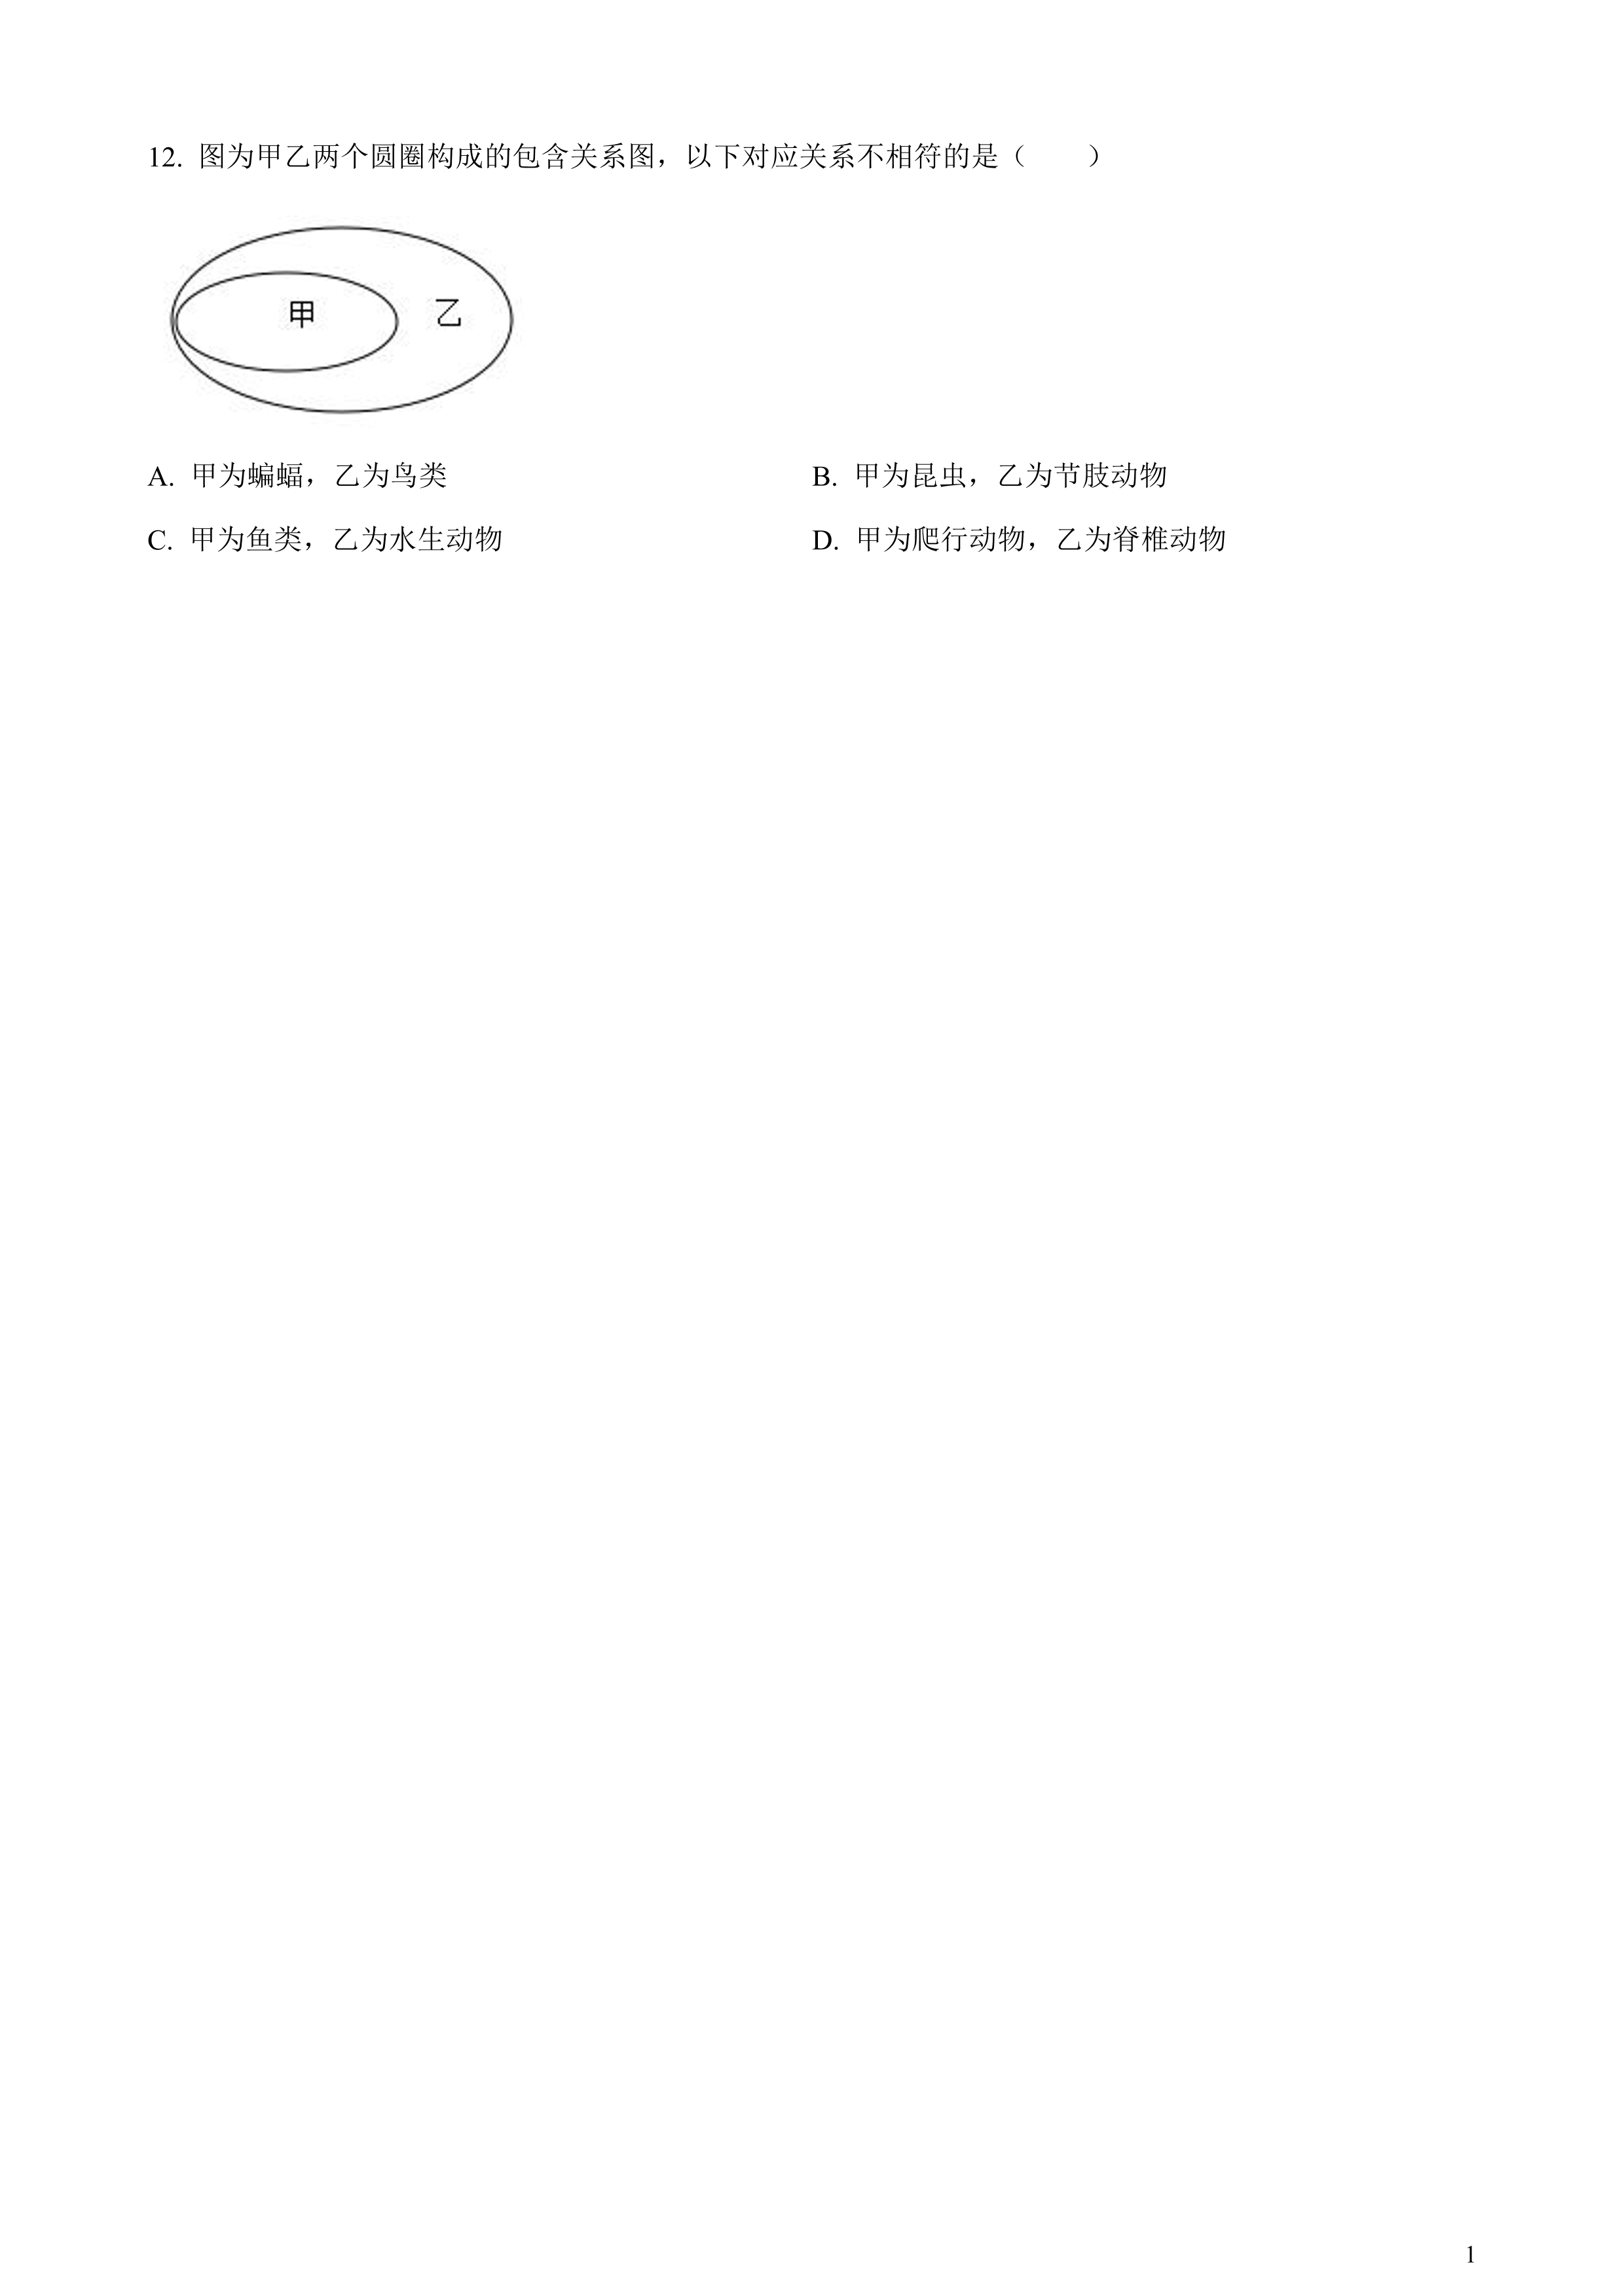 12. 图为甲乙两个圆圈构成的包含关系图，以下对应关系不相符的是（　　）
甲 乙
A. 甲为蝙蝠，乙为鸟类 B. 甲为昆虫，乙为节肢动物
C. 甲为鱼类，乙为水生动物 D. 甲为爬行动物，乙为脊椎动物
1